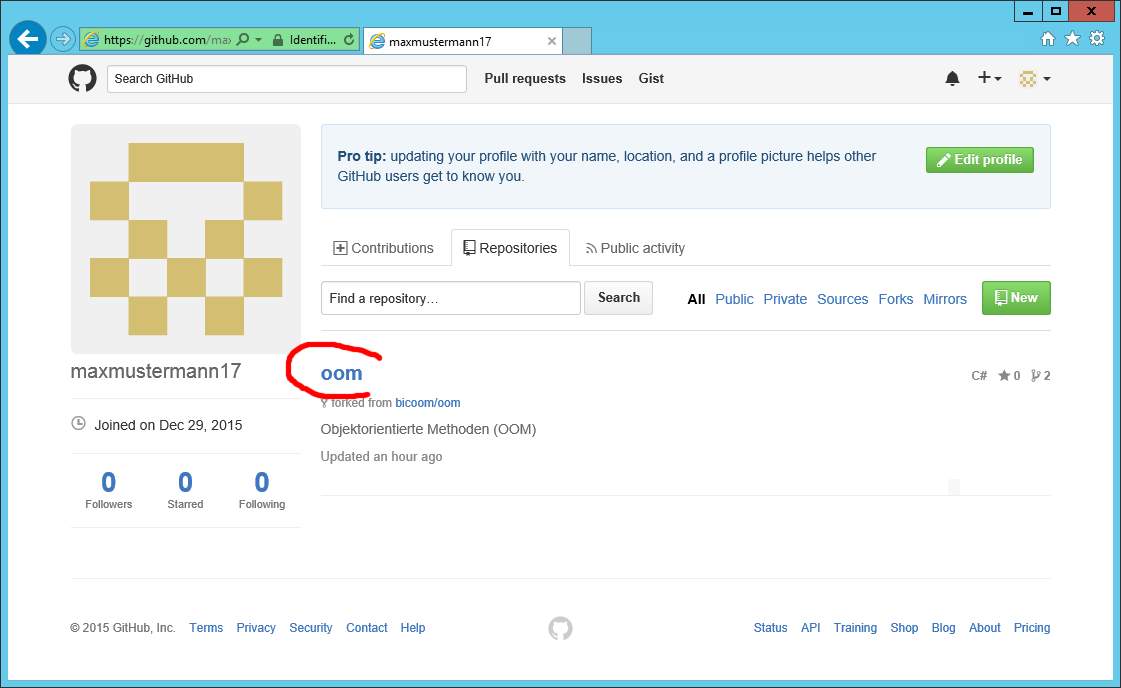 https://github.com/ma Identifi... maxmustermann17
Search GitHub Pull requests Issues Gist
Pro tip: updating your profile with your name, location, and a profile picture helps other
GitHub users get to know you.
Edit profile
Contributions Repositories Public activity
Find a repository... Search All Public Private Sources Forks Mirrors New
maxmustermann17
Joined on Dec 29, 2015
0 0 0
Followers Starred Following
oom C# 0 2
forked from bicoom/oom
Objektorientierte Methoden (OOM)
Updated an hour ago
© 2015 GitHub, Inc. Terms Privacy Security Contact Help Status API Training Shop Blog About Pricing